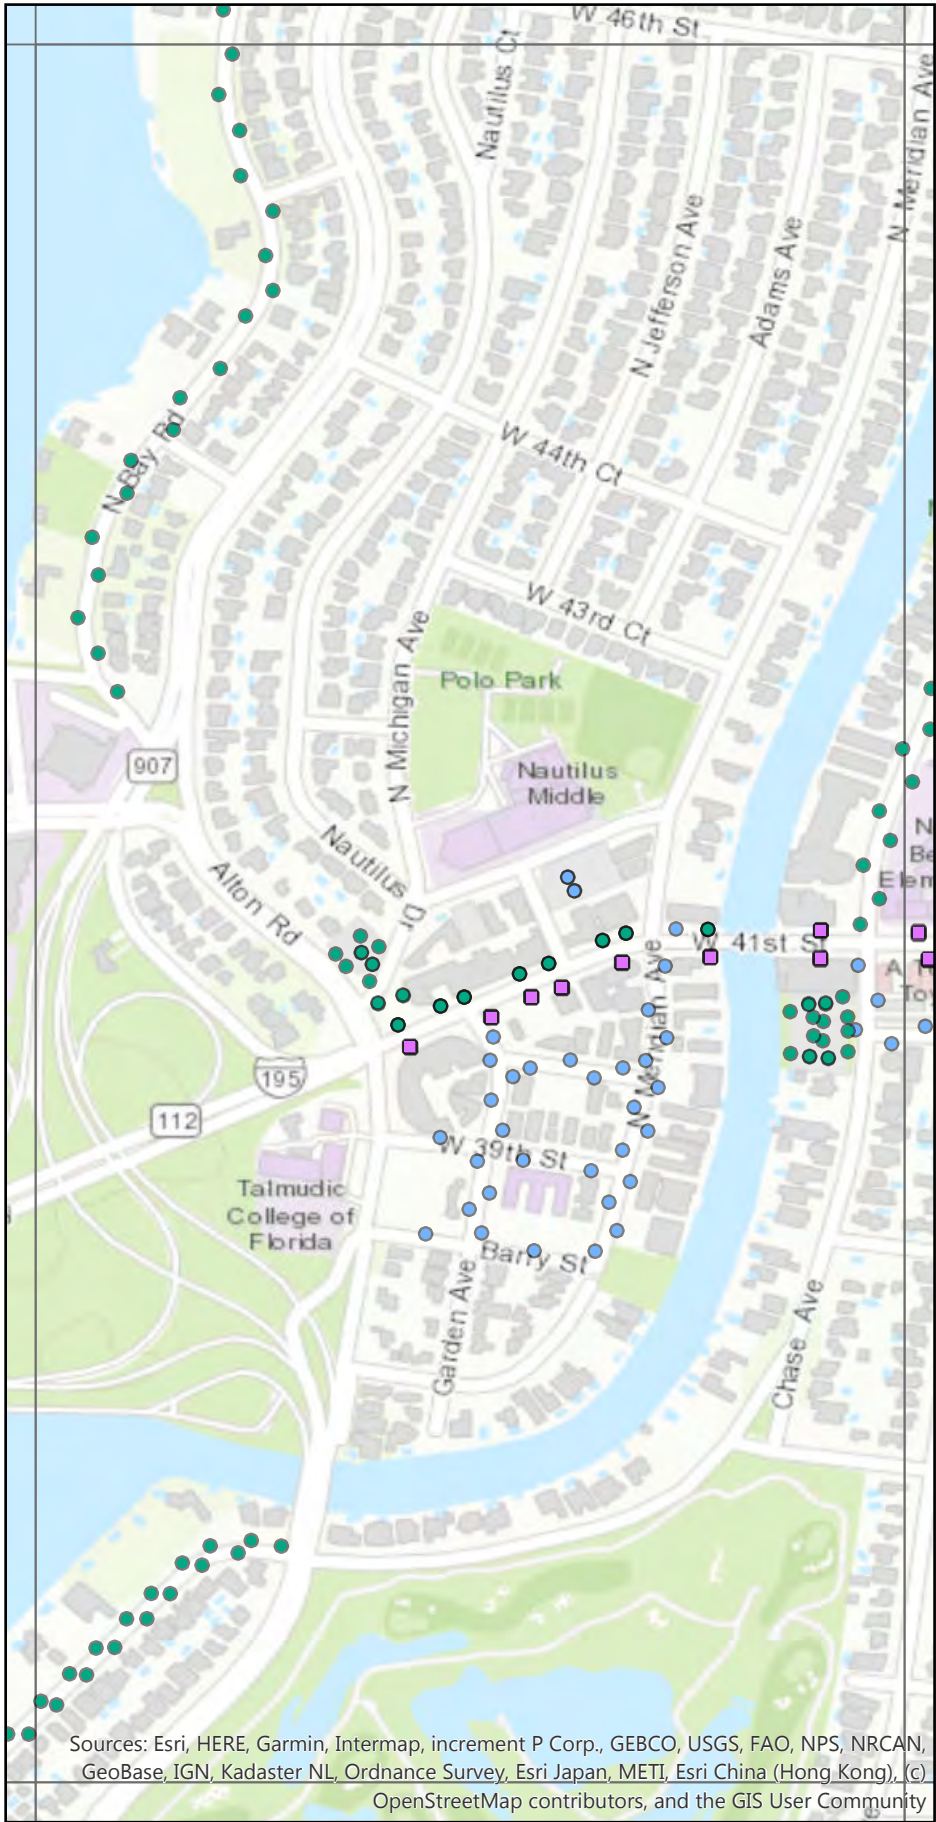 W 46th St
Nautilus Ct
N Meridian Ave
N Jefferson Ave
Adams Ave
N Bay Rd
W 44th Ct
W 43rd Ct
N Michigan Ave
Polo Park
907
Nautilus
Middle
Nautilus Dr
Alton Rd
W 41st St
N Meridian Ave
195
112
W 39th St
Talmudic
College of
Florida
Barry St
Garden Ave
Chase Ave
Sources: Esri, HERE, Garmin, Intermap, increment P Corp., GEBCO, USGS, FAO, NPS, NRCAN,
GeoBase, IGN, Kadaster NL, Ordnance Survey, Esri Japan, METI, Esri China (Hong Kong), (c)
OpenStreetMap contributors, and the GIS User Community